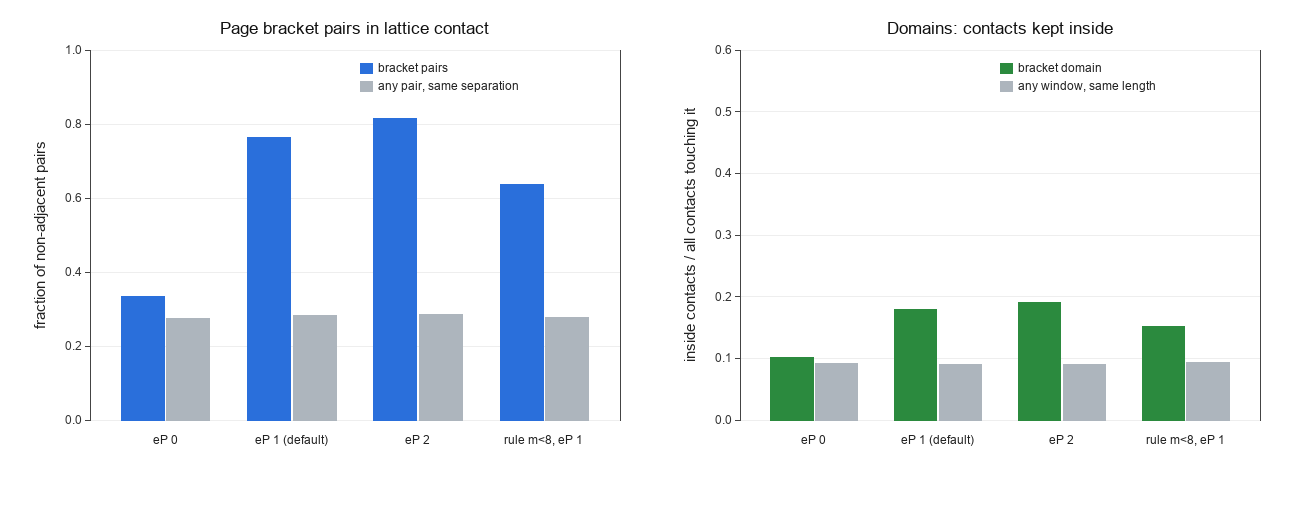 Page bracket pairs in lattice contact
bracket pairs
any pair, same separation
fraction of non-adjacent pairs
1.0
0.8
0.6
0.4
0.2
0.0
eP 0
eP 1 (default)
eP 2
rule m<8, eP 1
Domains: contacts kept inside
bracket domain
any window, same length
inside contacts / all contacts touching it
0.6
0.5
0.4
0.3
0.2
0.1
0.0
eP 0
eP 1 (default)
eP 2
rule m<8, eP 1